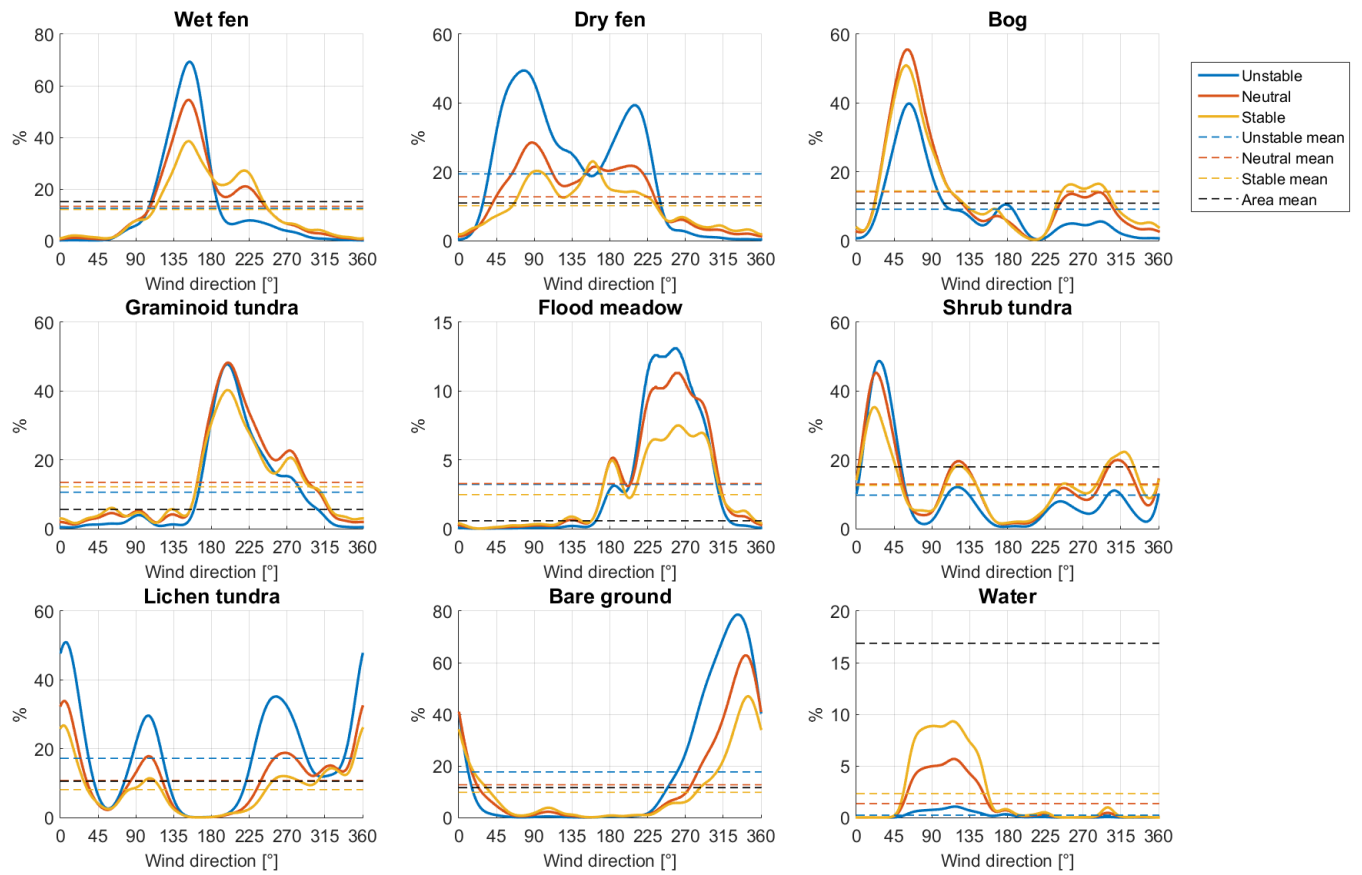 Wet fen
80
60
40
20
0
%
0 45 90 135 180 225 270 315 360
Wind direction [°]
Dry fen
60
40
20
0
%
0 45 90 135 180 225 270 315 360
Wind direction [°]
Bog
60
50
40
30
20
10
0
%
0 45 90 135 180 225 270 315 360
Wind direction [°]
Unstable
Neutral
Stable
Unstable mean
Neutral mean
Stable mean
Area mean
Graminoid tundra
60
40
20
0
%
0 45 90 135 180 225 270 315 360
Wind direction [°]
Flood meadow
15
10
5
0
%
0 45 90 135 180 225 270 315 360
Wind direction [°]
Shrub tundra
60
40
20
0
%
0 45 90 135 180 225 270 315 360
Wind direction [°]
Lichen tundra
60
40
20
0
%
0 45 90 135 180 225 270 315 360
Wind direction [°]
Bare ground
80
60
40
20
0
%
0 45 90 135 180 225 270 315 360
Wind direction [°]
Water
20
15
10
5
0
%
0 45 90 135 180 225 270 315 360
Wind direction [°]